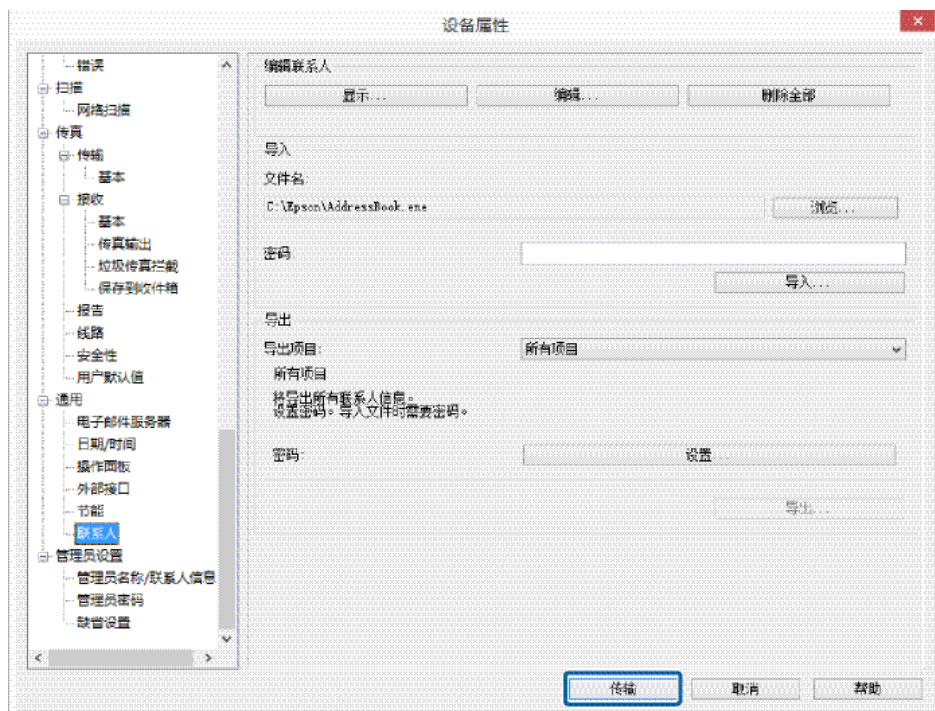 设备属性
错误
扫描
网络扫描
传真
传输
基本
接收
基本
传真输出
垃圾传真拦截
保存到收件箱
报告
线路
安全性
用户默认值
通用
电子邮件服务器
日期/时间
操作面板
外部接口
节能
联系人
管理员设置
管理员名称/联系人信息
管理员密码
缺省设置
编辑联系人
显示...
编辑...
删除全部
导入
文件名:
C:\Epson\AddressBook.ene
浏览...
密码:
导入...
导出
导出项目:
所有项目
所有项目
将导出所有联系人信息。
设置密码。导入文件时需要密码。
密码:
设置...
导出...
传输
取消
帮助